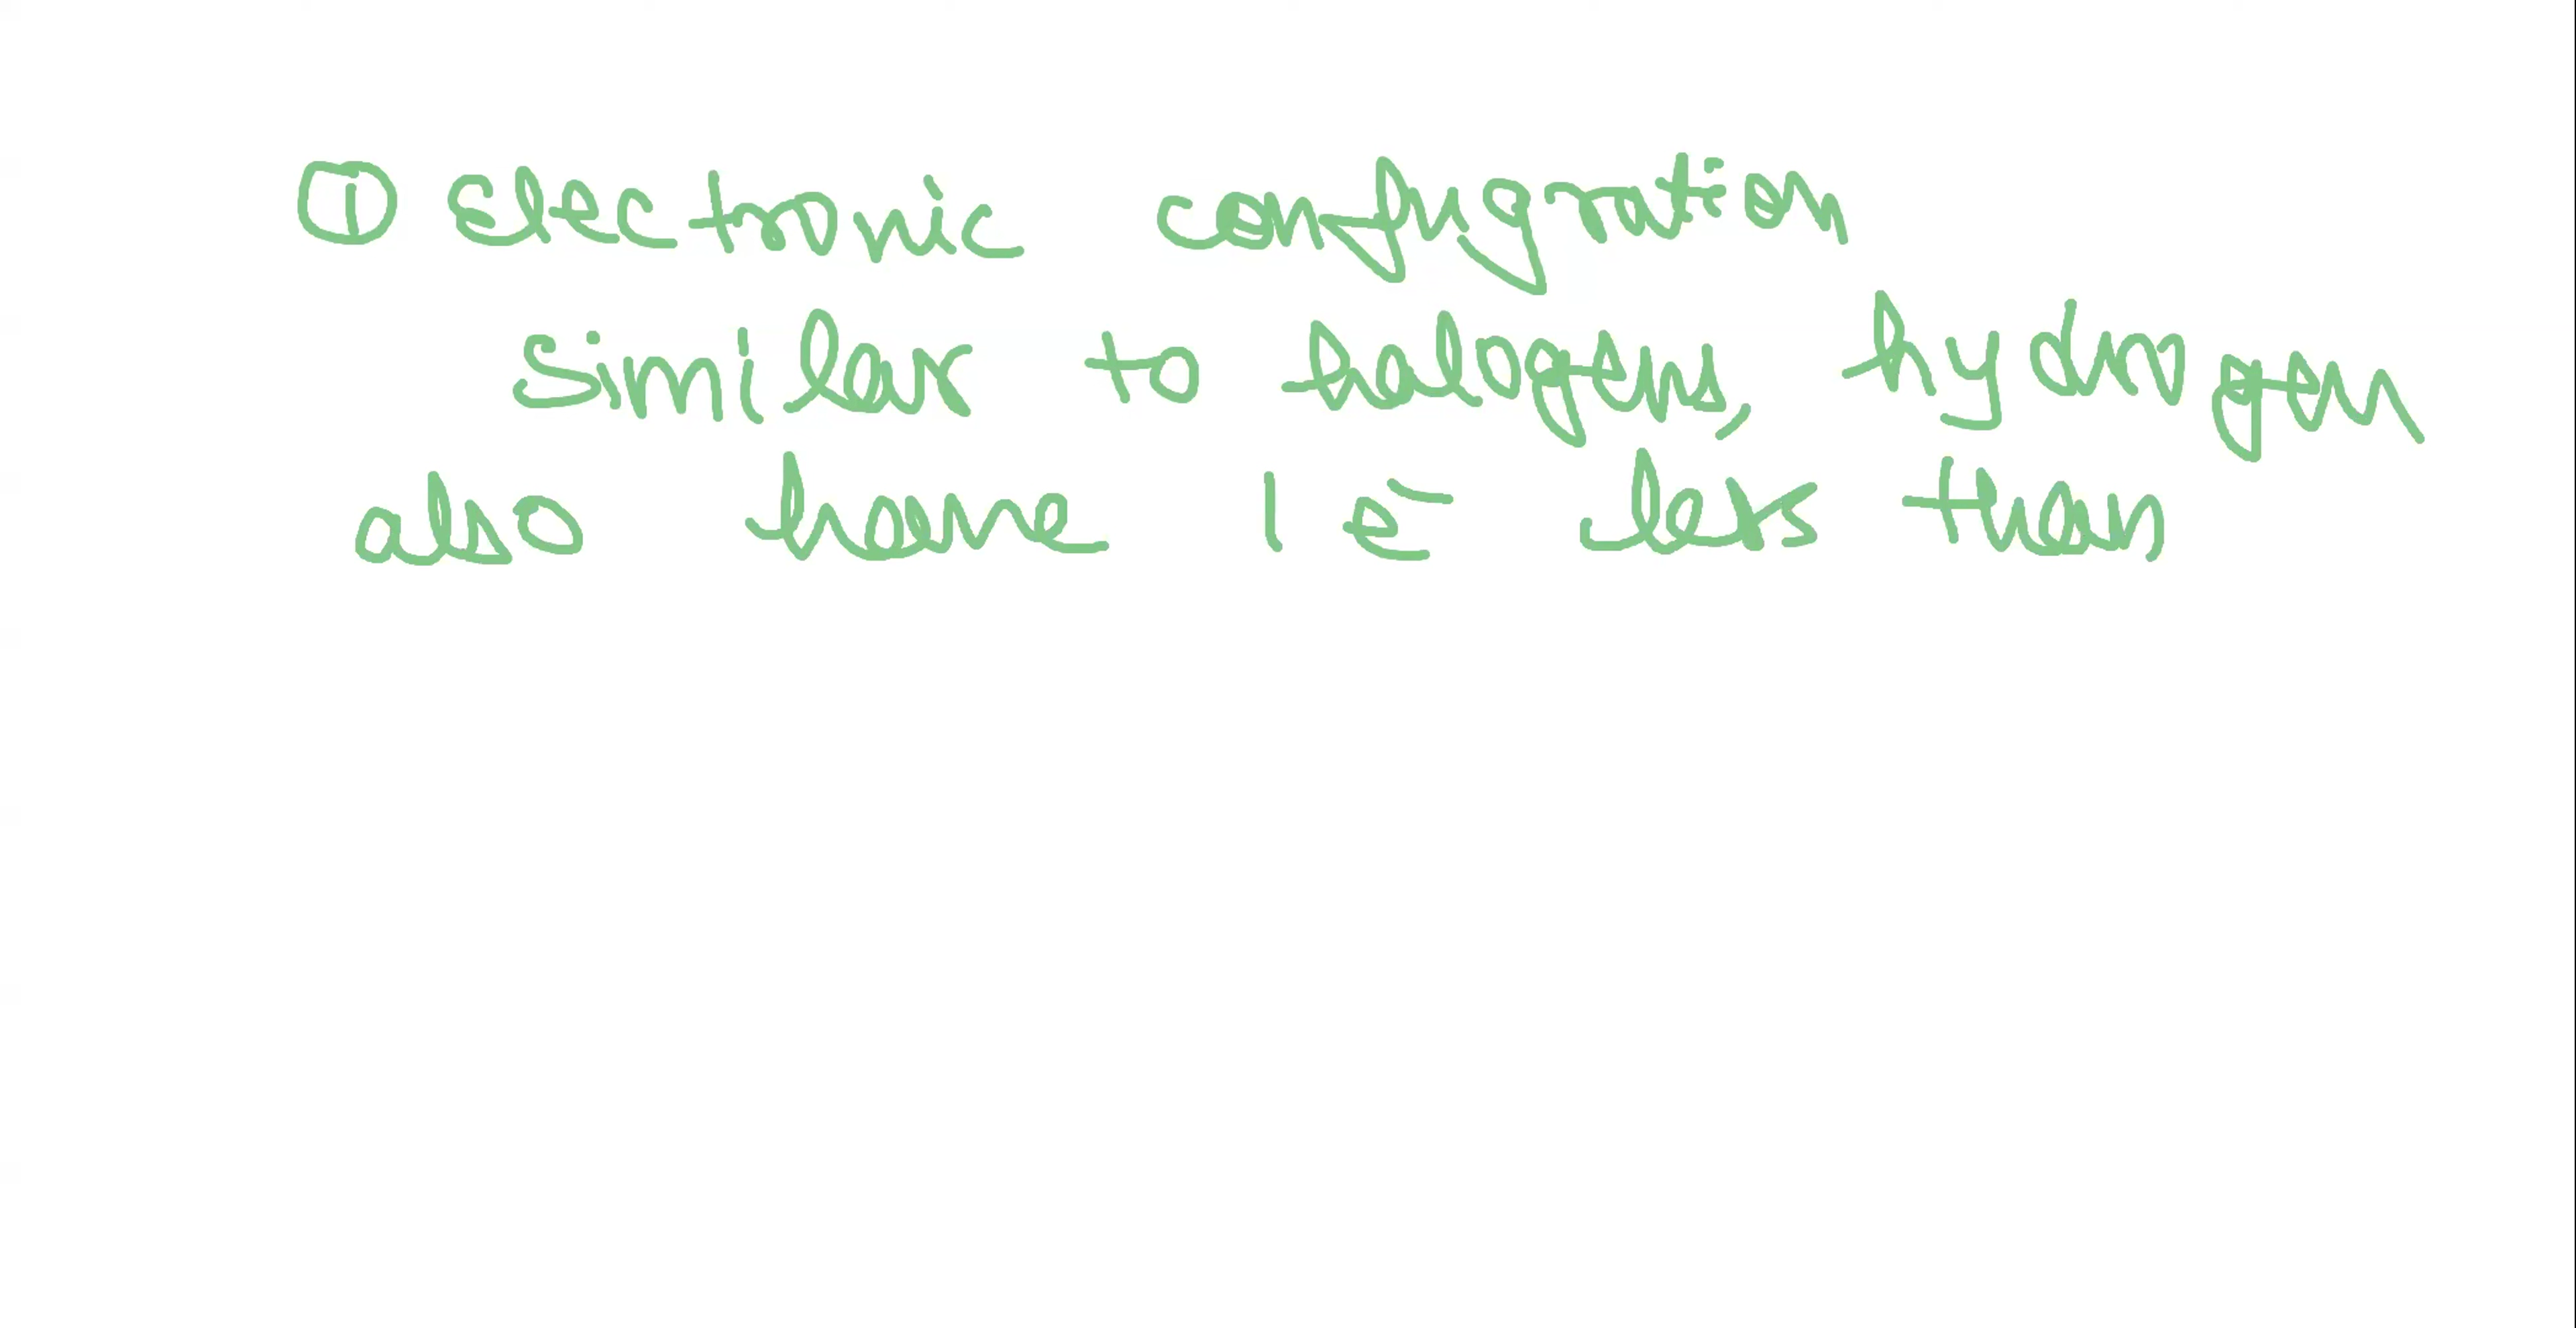 ① Electronic configration
similar to halogens, hydrogen
also have 1 e⁻ less than